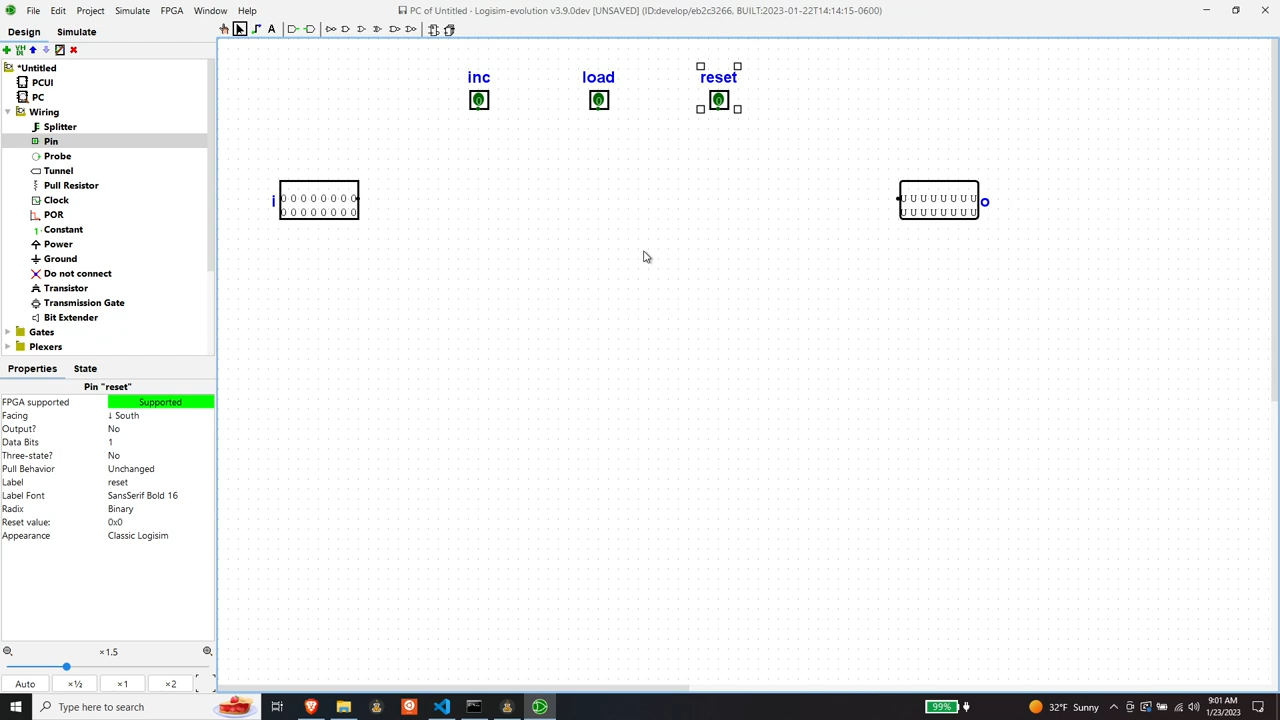 PC of Untitled - Logisim-evolution v3.9.0dev [UNSAVED] (ID:develop/eb2c3266, BUILT:2023-01-22T14:14:15-0600)
File Edit Project Simulate FPGA Window Help
Design Simulate
A
VH
DL
*Untitled
PCUI
PC
Wiring
Splitter
Pin
Probe
Tunnel
Pull Resistor
Clock
POR
Constant
Power
Ground
Do not connect
Transistor
Transmission Gate
Bit Extender
Gates
Plexers
Properties State
Pin "reset"
FPGA supported Supported
Facing ↓ South
Output? No
Data Bits 1
Three-state? No
Pull Behavior Unchanged
Label reset
Label Font SansSerif Bold 16
Radix Binary
Reset value: 0x0
Appearance Classic Logisim
×1.5
Auto ×½ ×1 ×2
inc load reset
0 0 0
i 0 0 0 0 0 0 0 0
0 0 0 0 0 0 0 0
U U U U U U U U o
U U U U U U U U
Type here to search
99%
32°F Sunny
9:01 AM
1/23/2023